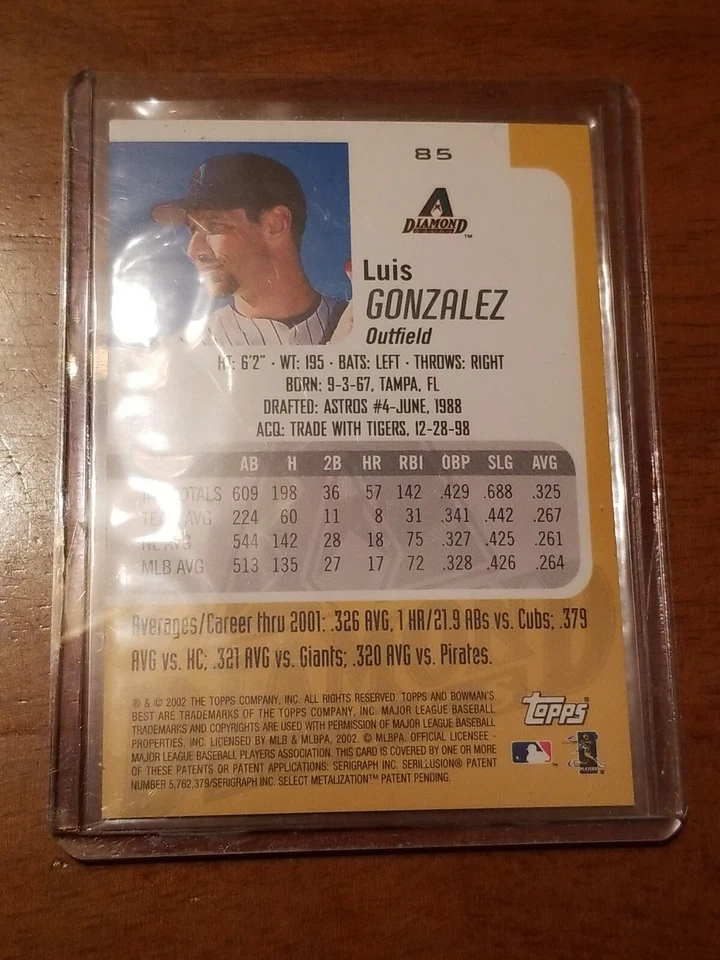 85
A
DIAMOND
BACKS
TM
Luis
GONZALEZ
Outfield
HT: 6'2" · WT: 195 · BATS: LEFT · THROWS: RIGHT
BORN: 9-3-67, TAMPA, FL
DRAFTED: ASTROS #4-JUNE, 1988
ACQ: TRADE WITH TIGERS, 12-28-98
AB H 2B HR RBI OBP SLG AVG
TOTALS 609 198 36 57 142 .429 .688 .325
TEAM AVG 224 60 11 8 31 .341 .442 .267
NL AVG 544 142 28 18 75 .327 .425 .261
MLB AVG 513 135 27 17 72 .328 .426 .264
Averages/Career thru 2001: .326 AVG, 1 HR/21.9 ABs vs. Cubs; .379
AVG vs. HC; .321 AVG vs. Giants; .320 AVG vs. Pirates.
® & © 2002 THE TOPPS COMPANY, INC. ALL RIGHTS RESERVED. TOPPS AND BOWMAN'S
BEST ARE TRADEMARKS OF THE TOPPS COMPANY, INC. MAJOR LEAGUE BASEBALL
TRADEMARKS AND COPYRIGHTS ARE USED WITH PERMISSION OF MAJOR LEAGUE BASEBALL
PROPERTIES, INC. LICENSED BY MLB & MLBPA, 2002. © MLBPA. OFFICIAL LICENSEE -
MAJOR LEAGUE BASEBALL PLAYERS ASSOCIATION. THIS CARD IS COVERED BY ONE OR MORE
OF THESE PATENTS OR PATENT APPLICATIONS: SERIGRAPH INC. SERILLUSION® PATENT
NUMBER 5,762,379/SERIGRAPH INC. SELECT METALIZATION™ PATENT PENDING.
Topps®